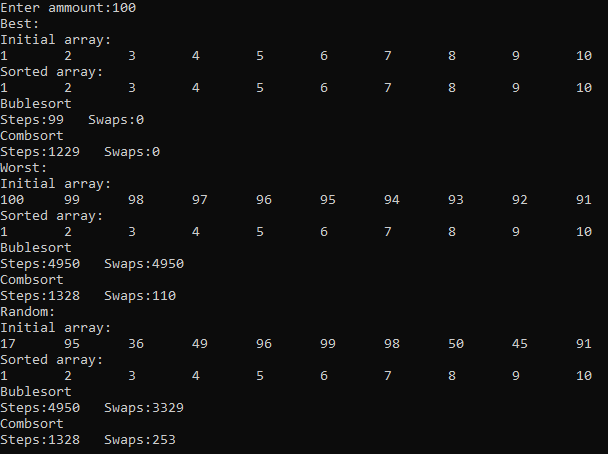 Enter ammount:100
Best:
Initial array:
1 2 3 4 5 6 7 8 9 10
Sorted array:
1 2 3 4 5 6 7 8 9 10
Bublesort
Steps:99 Swaps:0
Combsort
Steps:1229 Swaps:0
Worst:
Initial array:
100 99 98 97 96 95 94 93 92 91
Sorted array:
1 2 3 4 5 6 7 8 9 10
Bublesort
Steps:4950 Swaps:4950
Combsort
Steps:1328 Swaps:110
Random:
Initial array:
17 95 36 49 96 99 98 50 45 91
Sorted array:
1 2 3 4 5 6 7 8 9 10
Bublesort
Steps:4950 Swaps:3329
Combsort
Steps:1328 Swaps:253